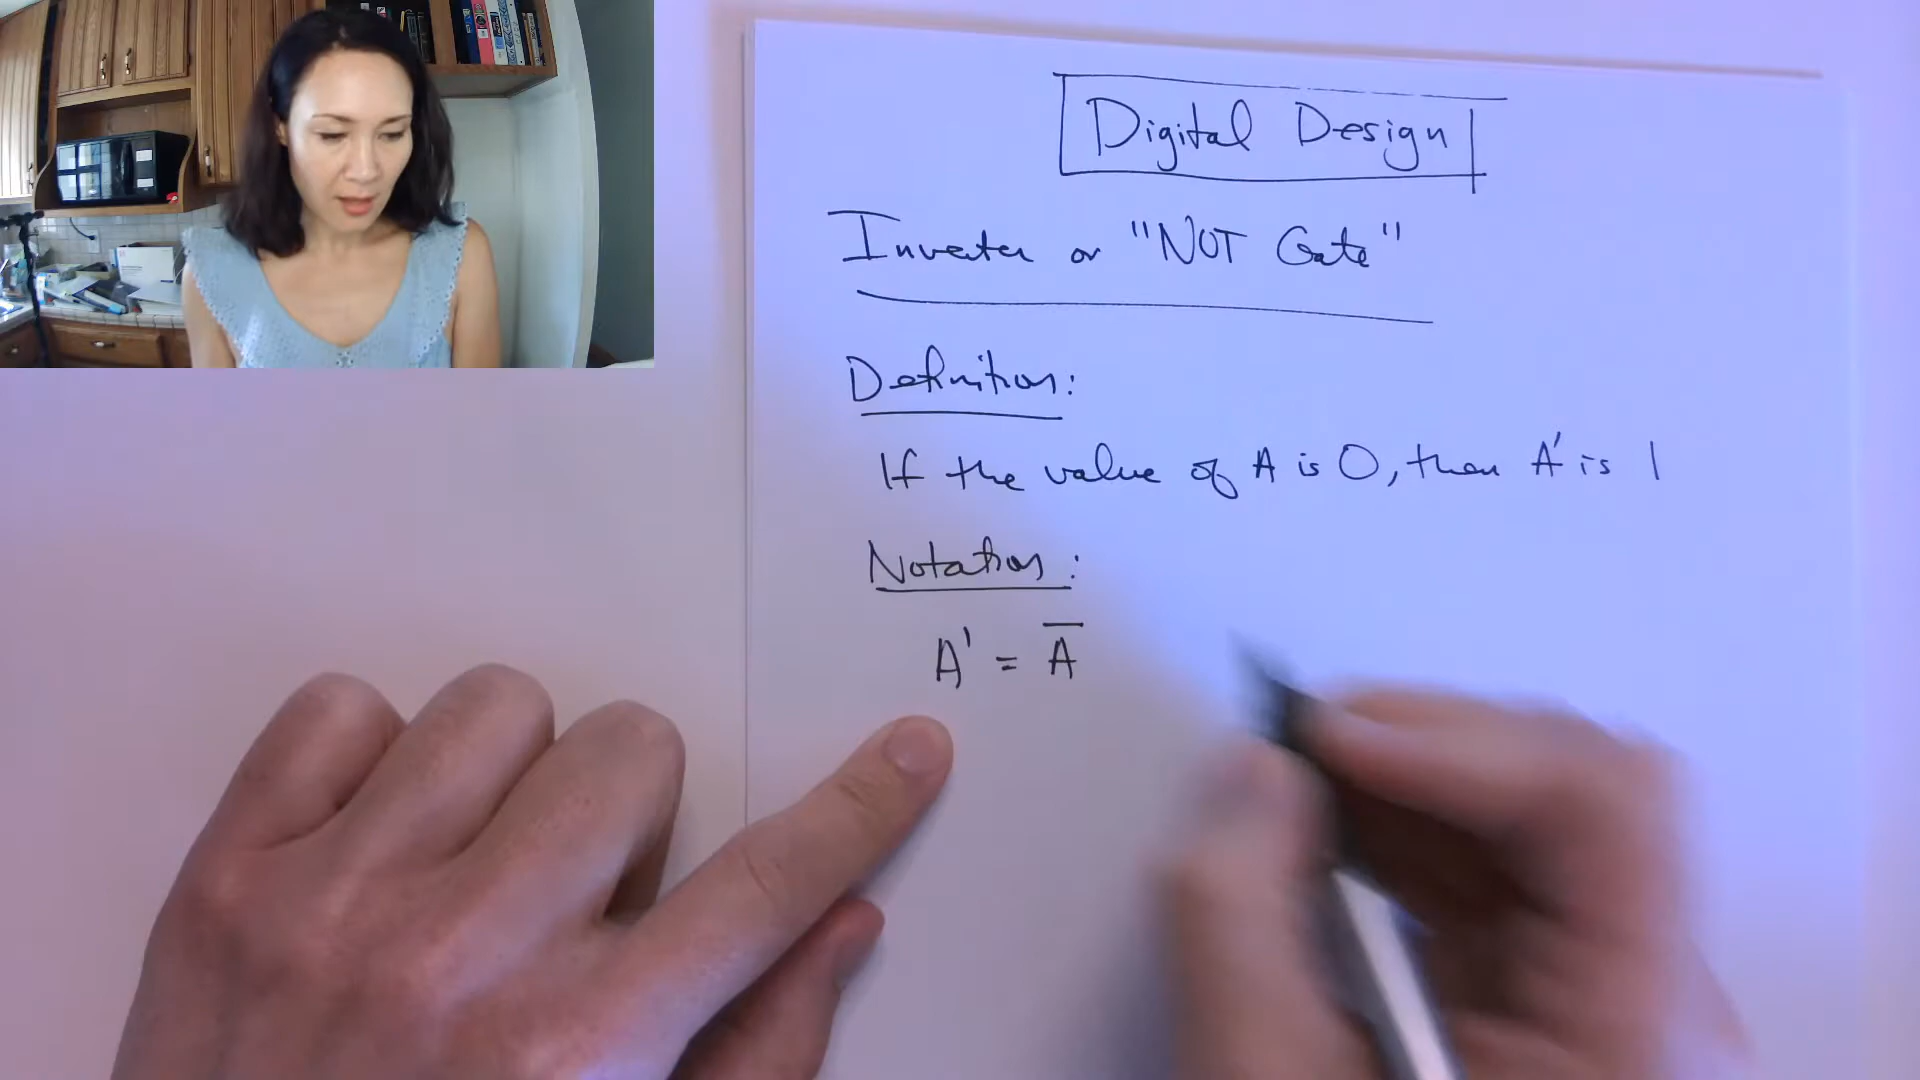 Digital Design
Inverter or "NOT Gate"
Definition:
If the value of A is 0, then A' is 1
Notation:
A' = A̅